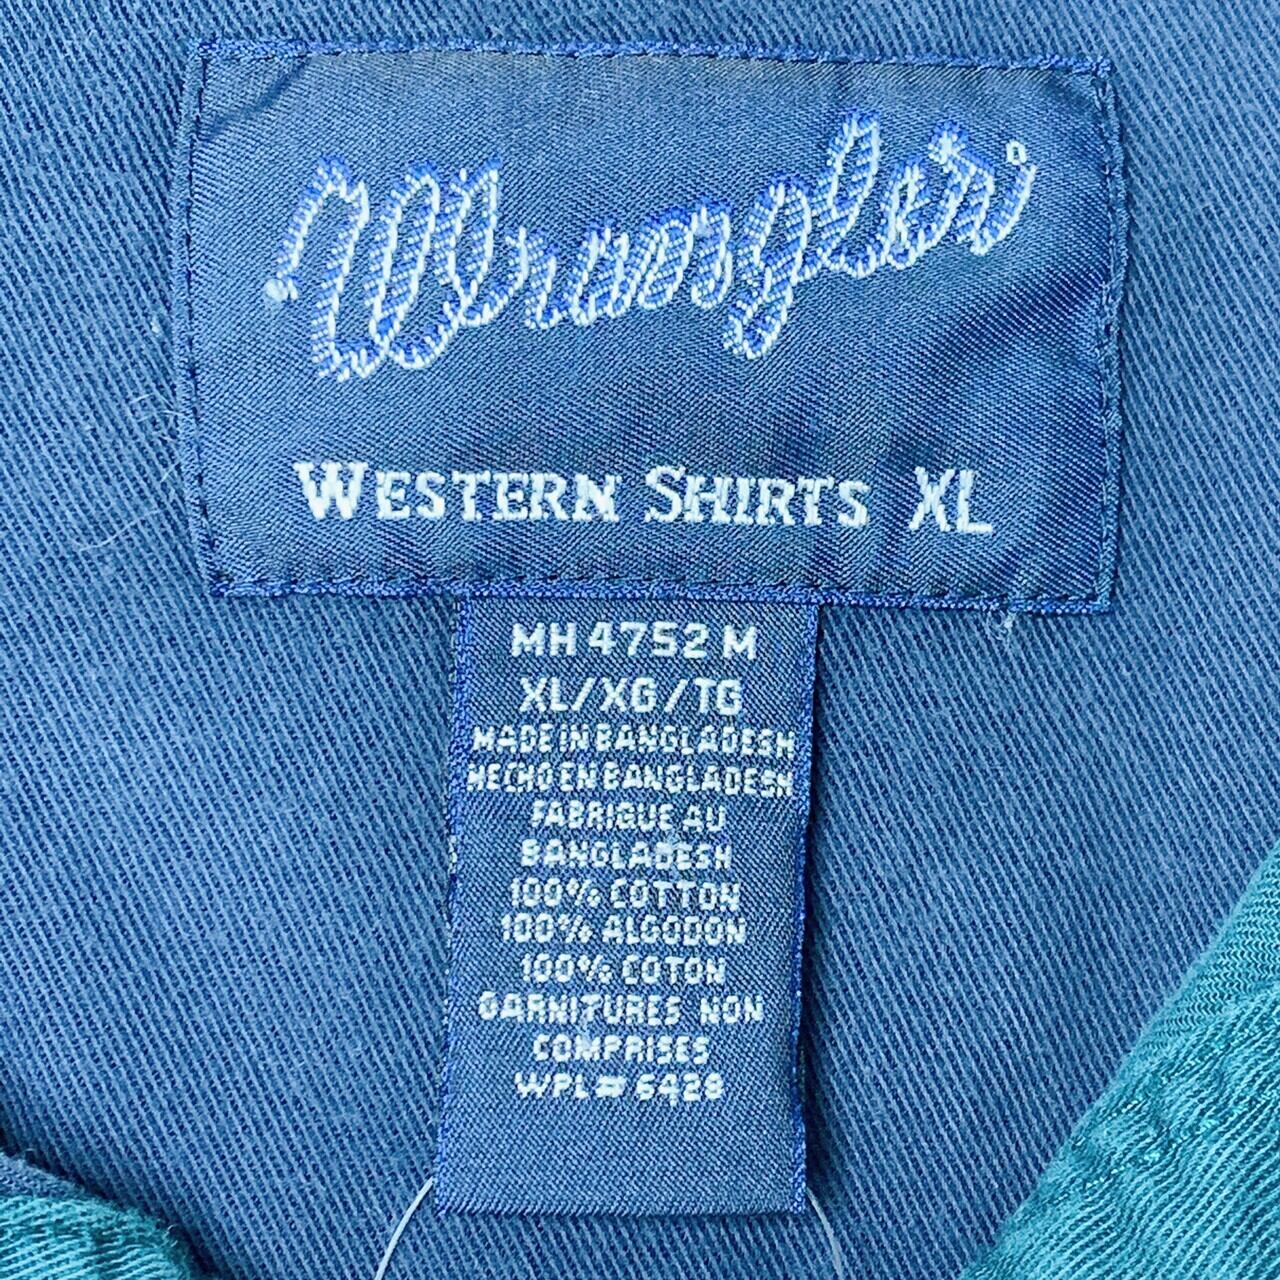 Wrangler®
WESTERN SHIRTS XL
MH 4752 M
XL/XG/TG
MADE IN BANGLADESH
HECHO EN BANGLADESH
FABRIQUE AU
BANGLADESH
100% COTTON
100% ALGODON
100% COTON
GARNITURES NON
COMPRISES
WPL# 6428